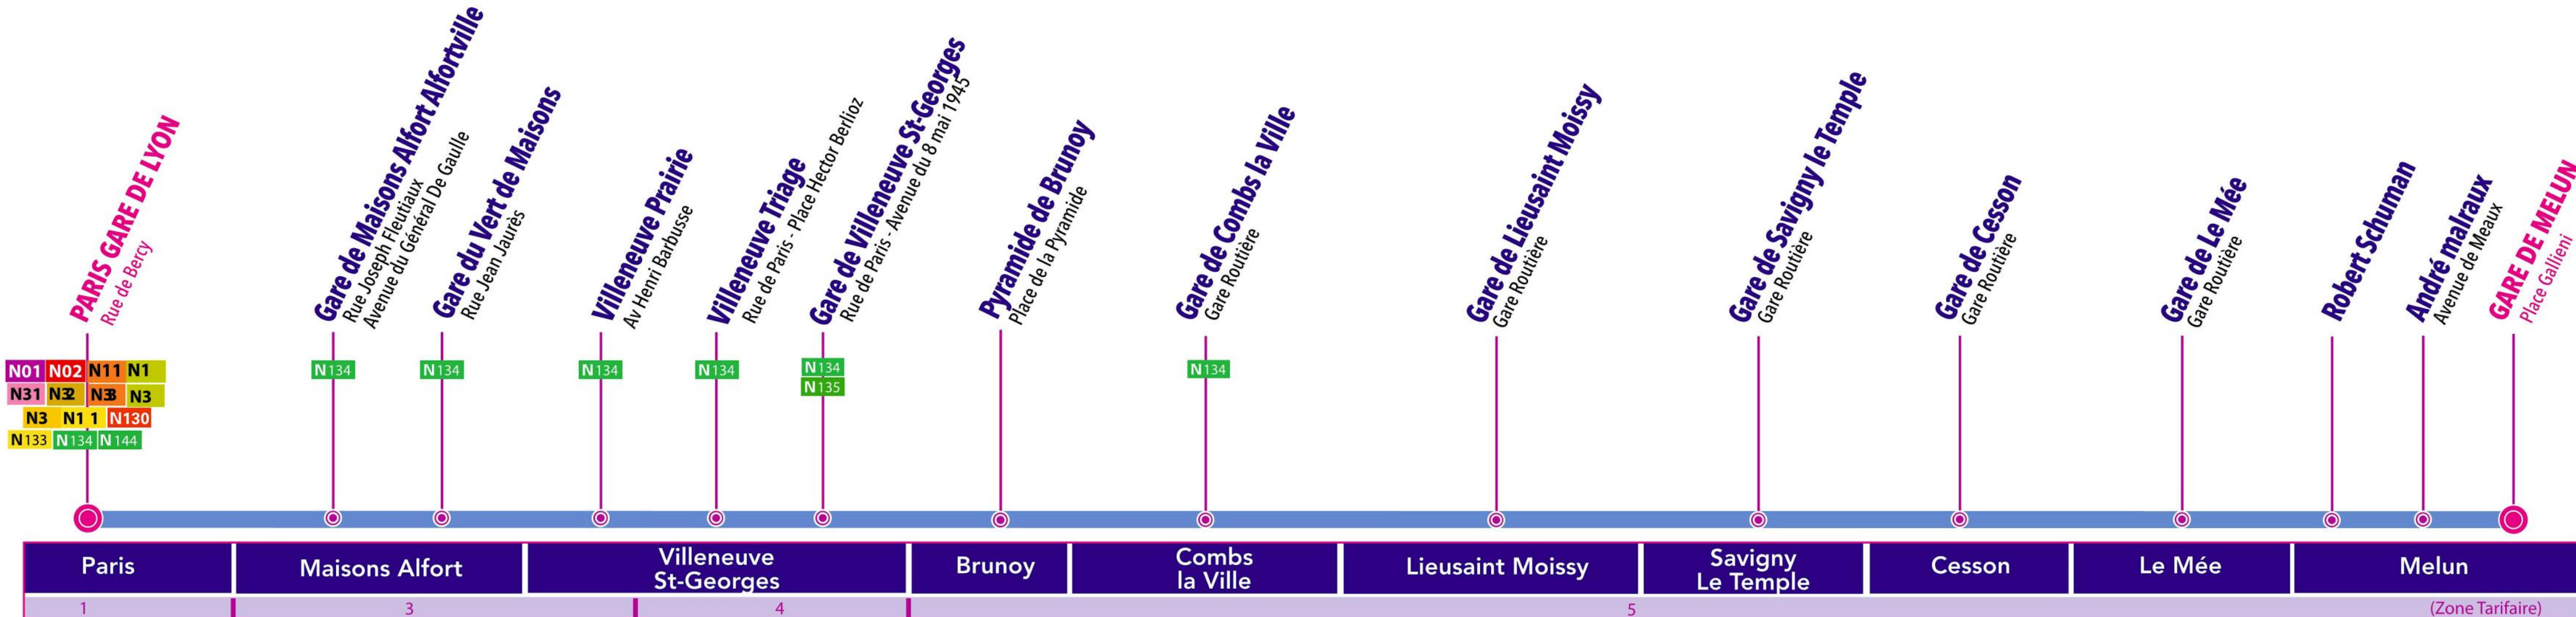 PARIS GARE DE LYON
Rue de Bercy
Gare de Maisons Alfort Alfortville
Rue Joseph Fleutiaux
Avenue du Général De Gaulle
Gare du Vert de Maisons
Rue Jean Jaurès
Villeneuve Prairie
Av Henri Barbusse
Villeneuve Triage
Rue de Paris - Place Hector Berlioz
Gare de Villeneuve St-Georges
Rue de Paris - Avenue du 8 mai 1945
Pyramide de Brunoy
Place de la Pyramide
Gare de Combs la Ville
Gare Routière
Gare de Lieusaint Moissy
Gare Routière
Gare de Savigny le Temple
Gare Routière
Gare de Cesson
Gare Routière
Gare de Le Mée
Gare Routière
Robert Schuman
André malraux
Avenue de Meaux
GARE DE MELUN
Place Gallieni
N01 N02 N11 N1
N31 N3
N3 N1 1 N130
N133 N134 N144
N134
N134
N134
N134
N134
N135
N134
Paris
Maisons Alfort
Villeneuve
St-Georges
Brunoy
Combs
la Ville
Lieusaint Moissy
Savigny
Le Temple
Cesson
Le Mée
Melun
1 3 4 5 (Zone Tarifaire)